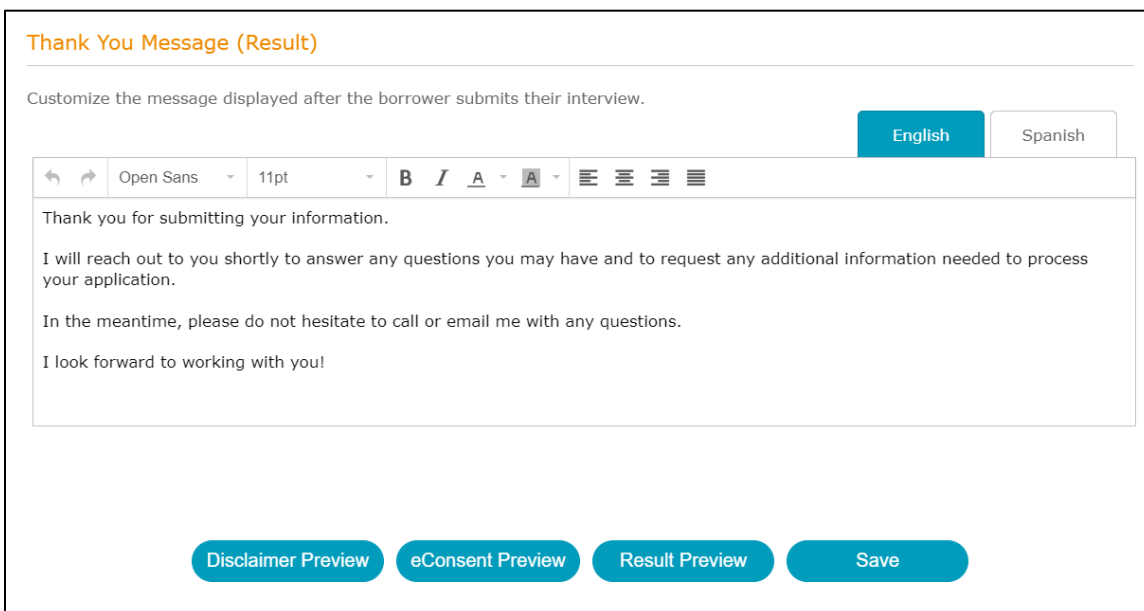 Thank You Message (Result)
Customize the message displayed after the borrower submits their interview.
English
Spanish
Open Sans
11pt
B I A A
Thank you for submitting your information.
I will reach out to you shortly to answer any questions you may have and to request any additional information needed to process
your application.
In the meantime, please do not hesitate to call or email me with any questions.
I look forward to working with you!
Disclaimer Preview
eConsent Preview
Result Preview
Save